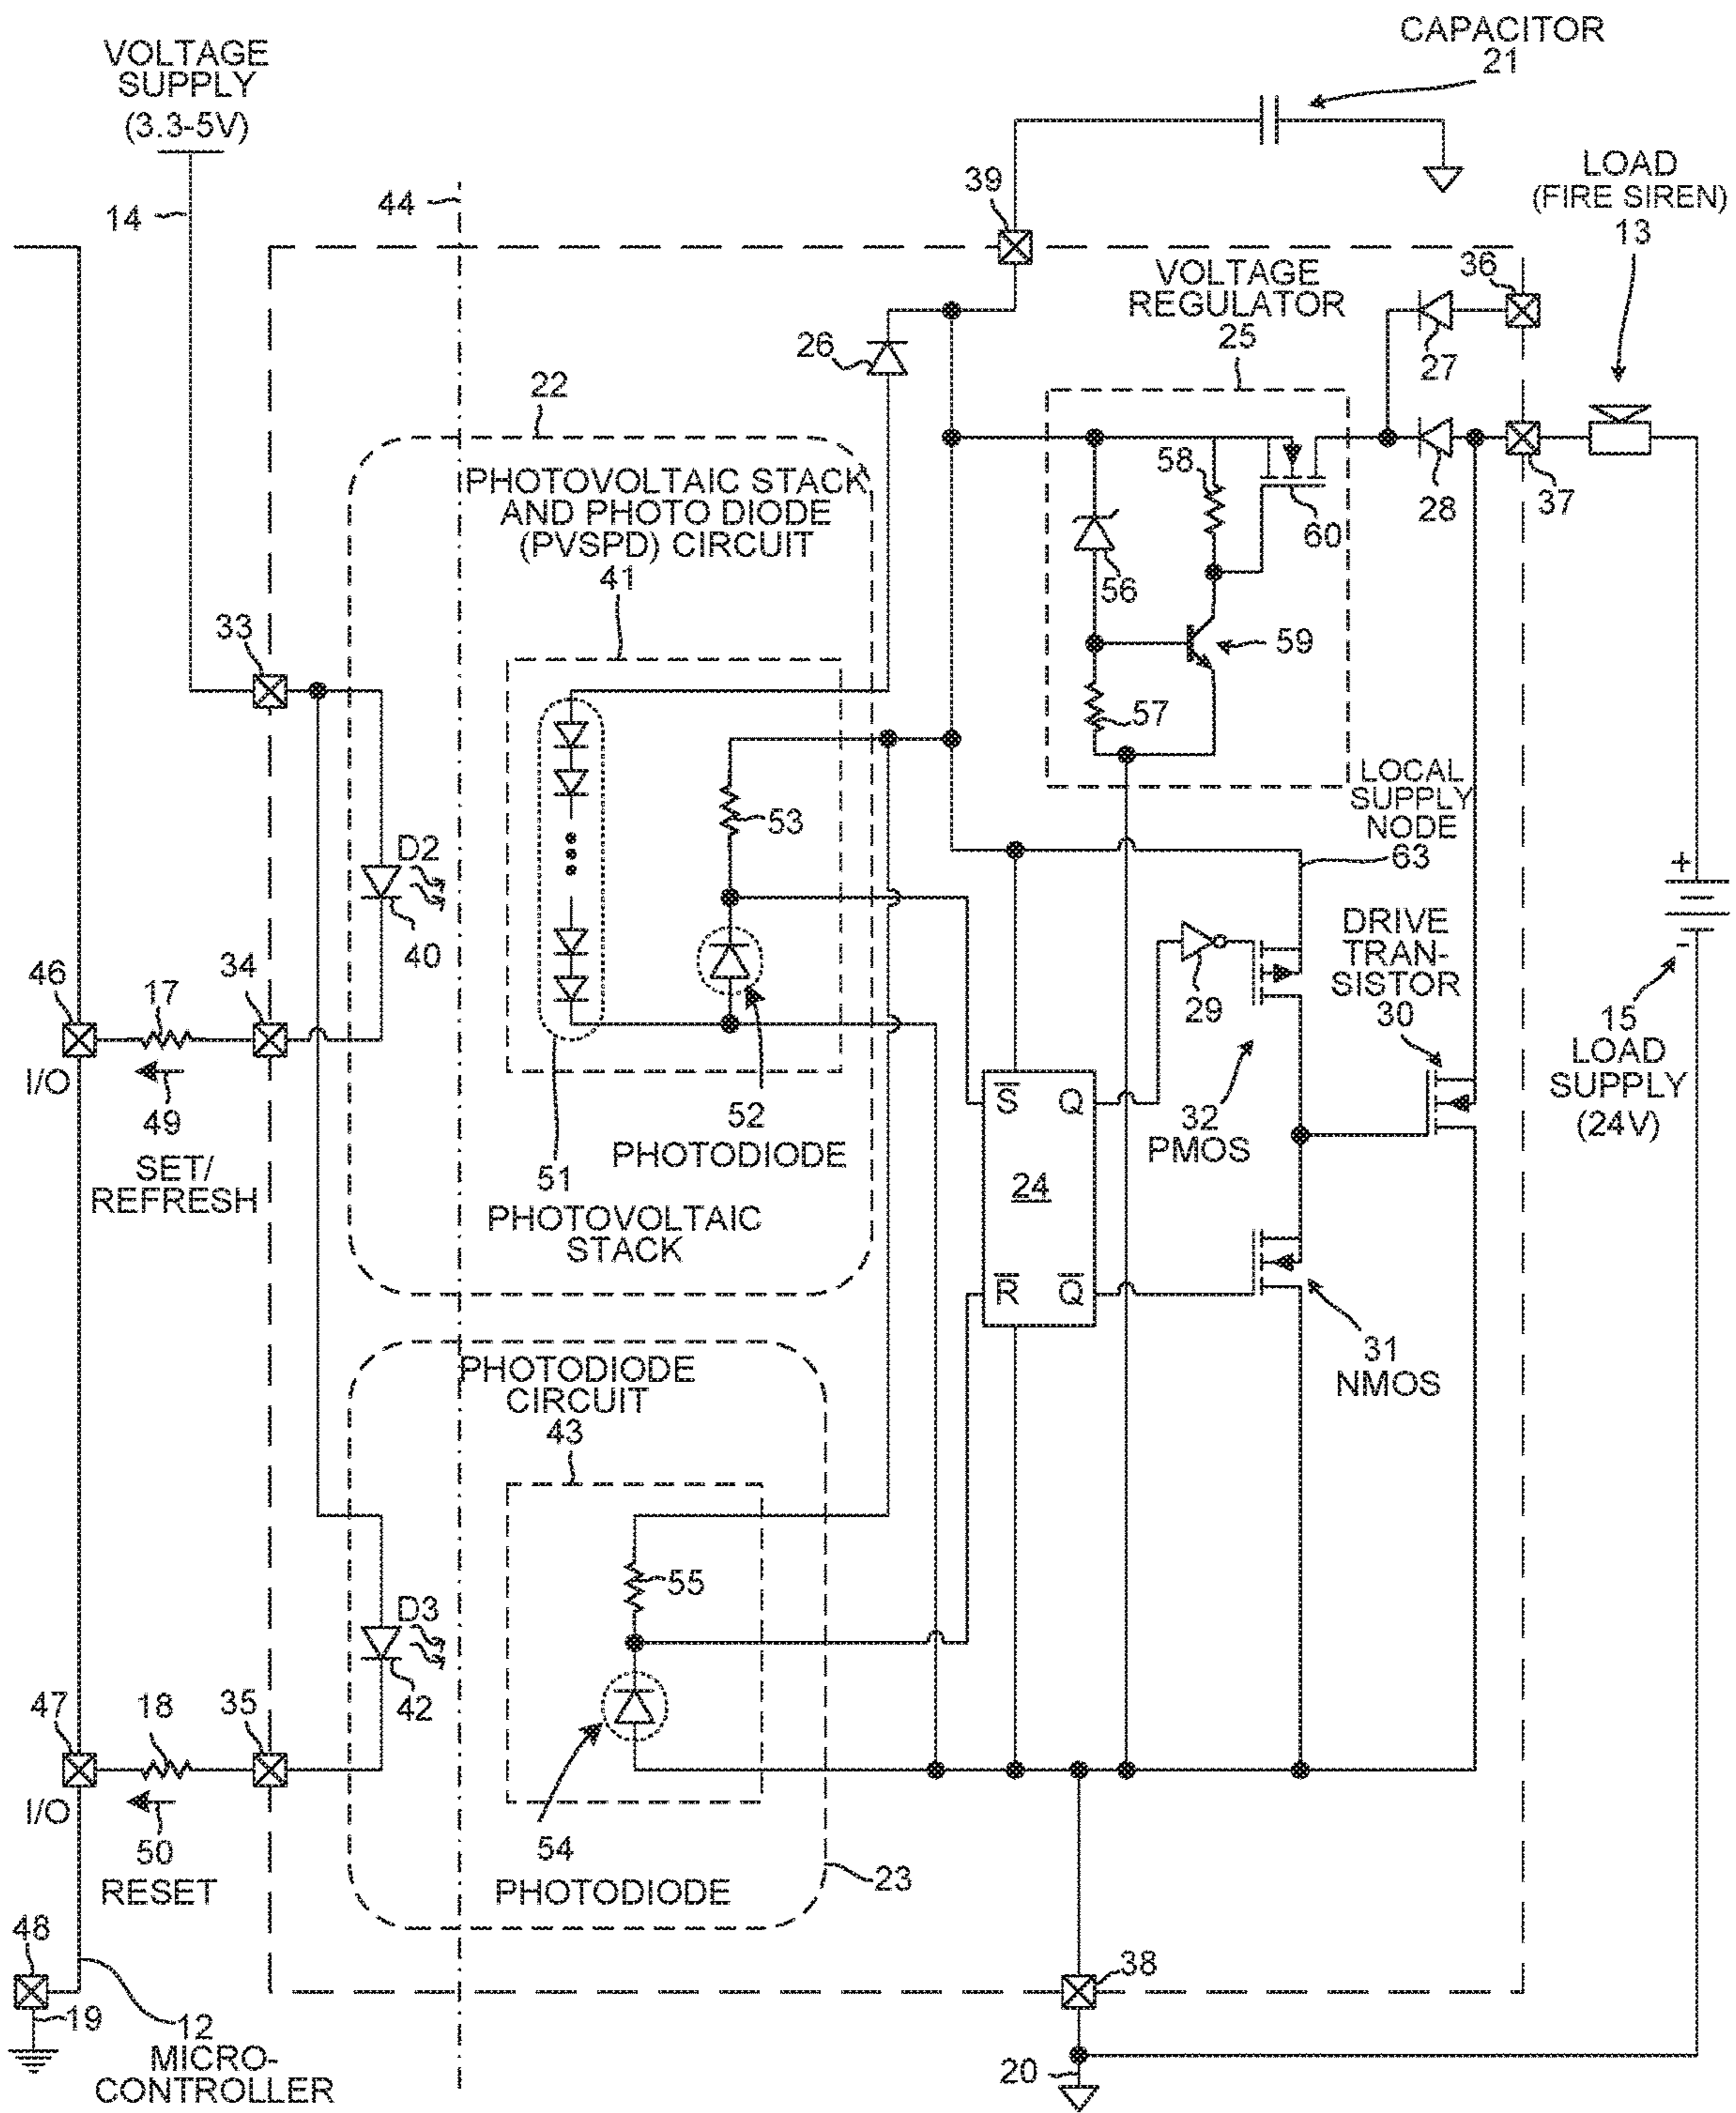 CAPACITOR
21
VOLTAGE
SUPPLY
(3.3-5V)
14
44
39
LOAD
(FIRE SIREN)
13
36
VOLTAGE
REGULATOR
25
26
27
22
28
37
PHOTOVOLTAIC STACK
AND PHOTO DIODE
(PVSPD) CIRCUIT
41
58
60
56
59
57
33
LOCAL
SUPPLY
NODE
63
53
D2
40
DRIVE
TRAN-
SISTOR
30
+
-
15
LOAD
SUPPLY
(24V)
46
17
34
29
I/O
49
SET/
REFRESH
52
PHOTODIODE
51
PHOTOVOLTAIC
STACK
S̅
Q
24
R̅
Q̅
32
PMOS
31
NMOS
PHOTODIODE
CIRCUIT
43
55
D3
42
47
18
35
I/O
50
RESET
54
PHOTODIODE
23
48
19
12
MICRO-
CONTROLLER
38
20